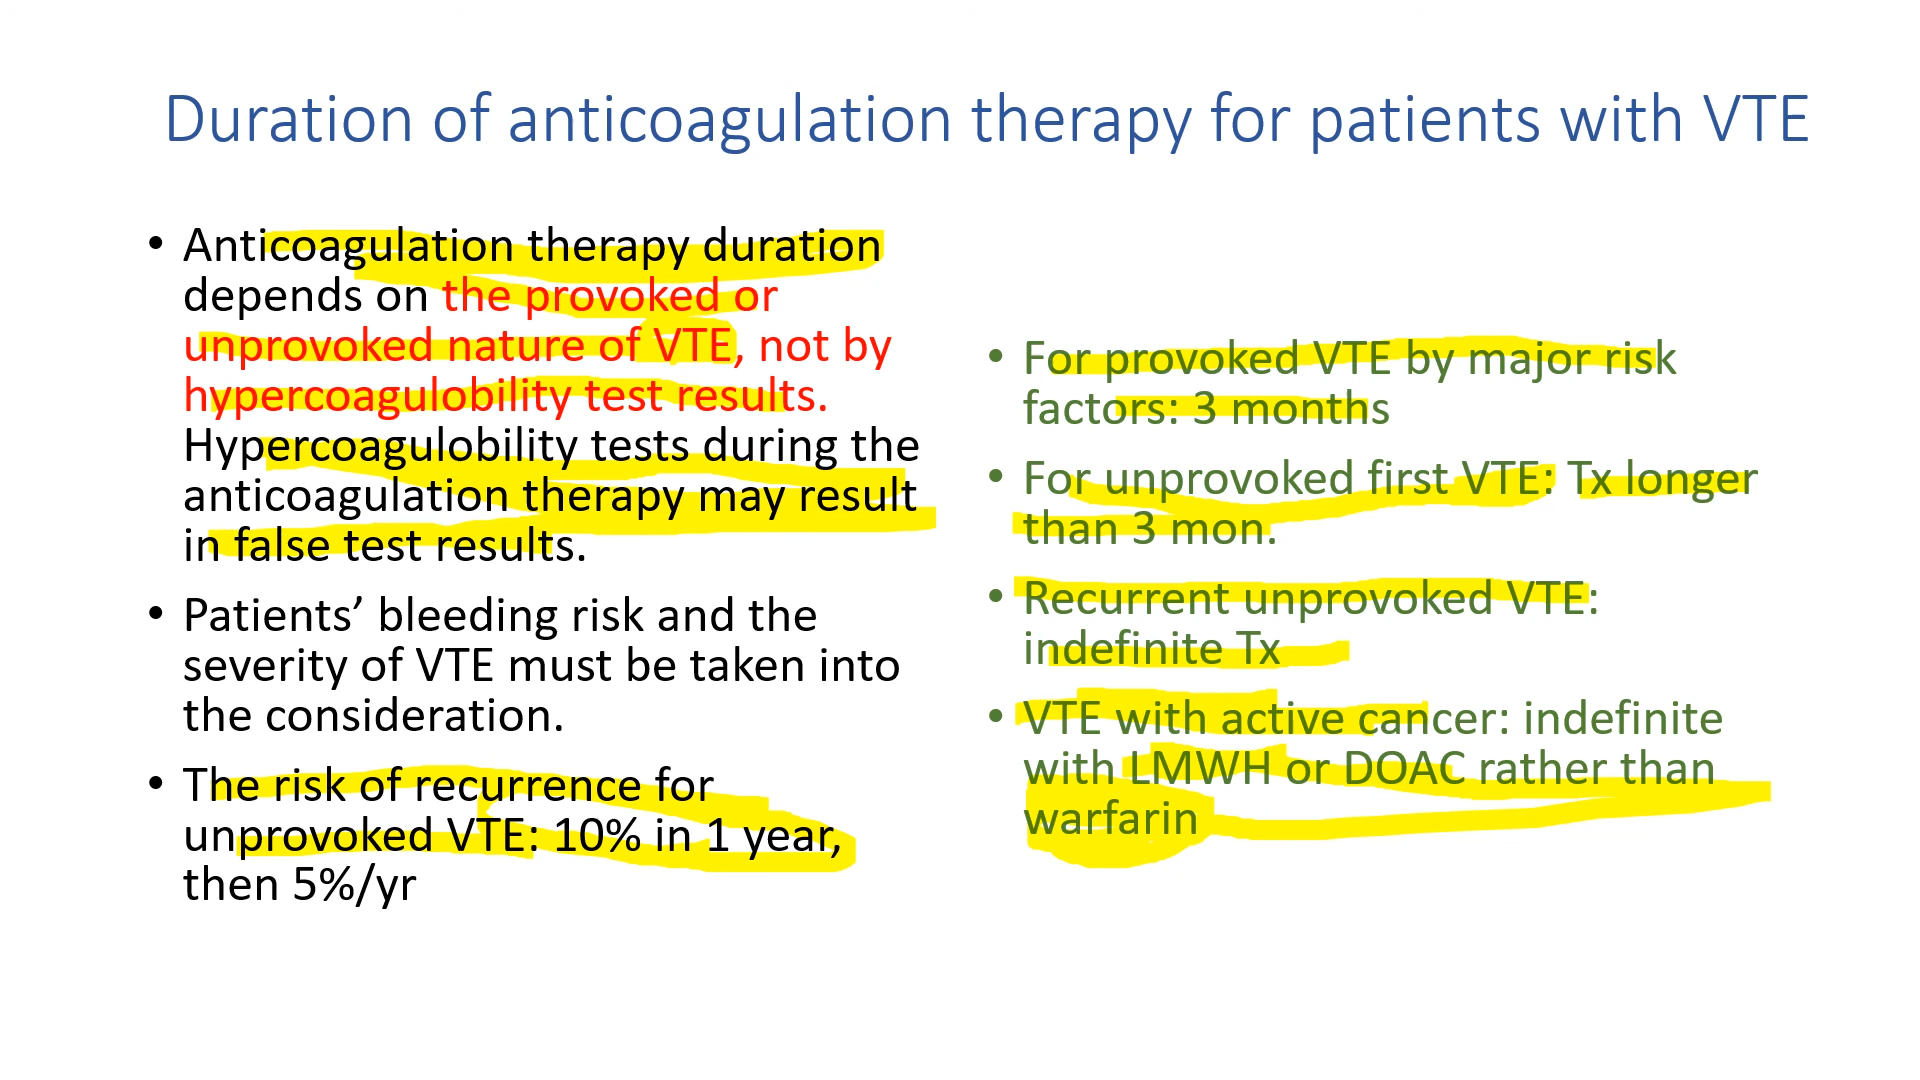 Duration of anticoagulation therapy for patients with VTE
• Anticoagulation therapy duration
depends on the provoked or
unprovoked nature of VTE, not by
hypercoagulobility test results.
Hypercoagulobility tests during the
anticoagulation therapy may result
in false test results.
• Patients’ bleeding risk and the
severity of VTE must be taken into
the consideration.
• The risk of recurrence for
unprovoked VTE: 10% in 1 year,
then 5%/yr
• For provoked VTE by major risk
factors: 3 months
• For unprovoked first VTE: Tx longer
than 3 mon.
• Recurrent unprovoked VTE:
indefinite Tx
• VTE with active cancer: indefinite
with LMWH or DOAC rather than
warfarin